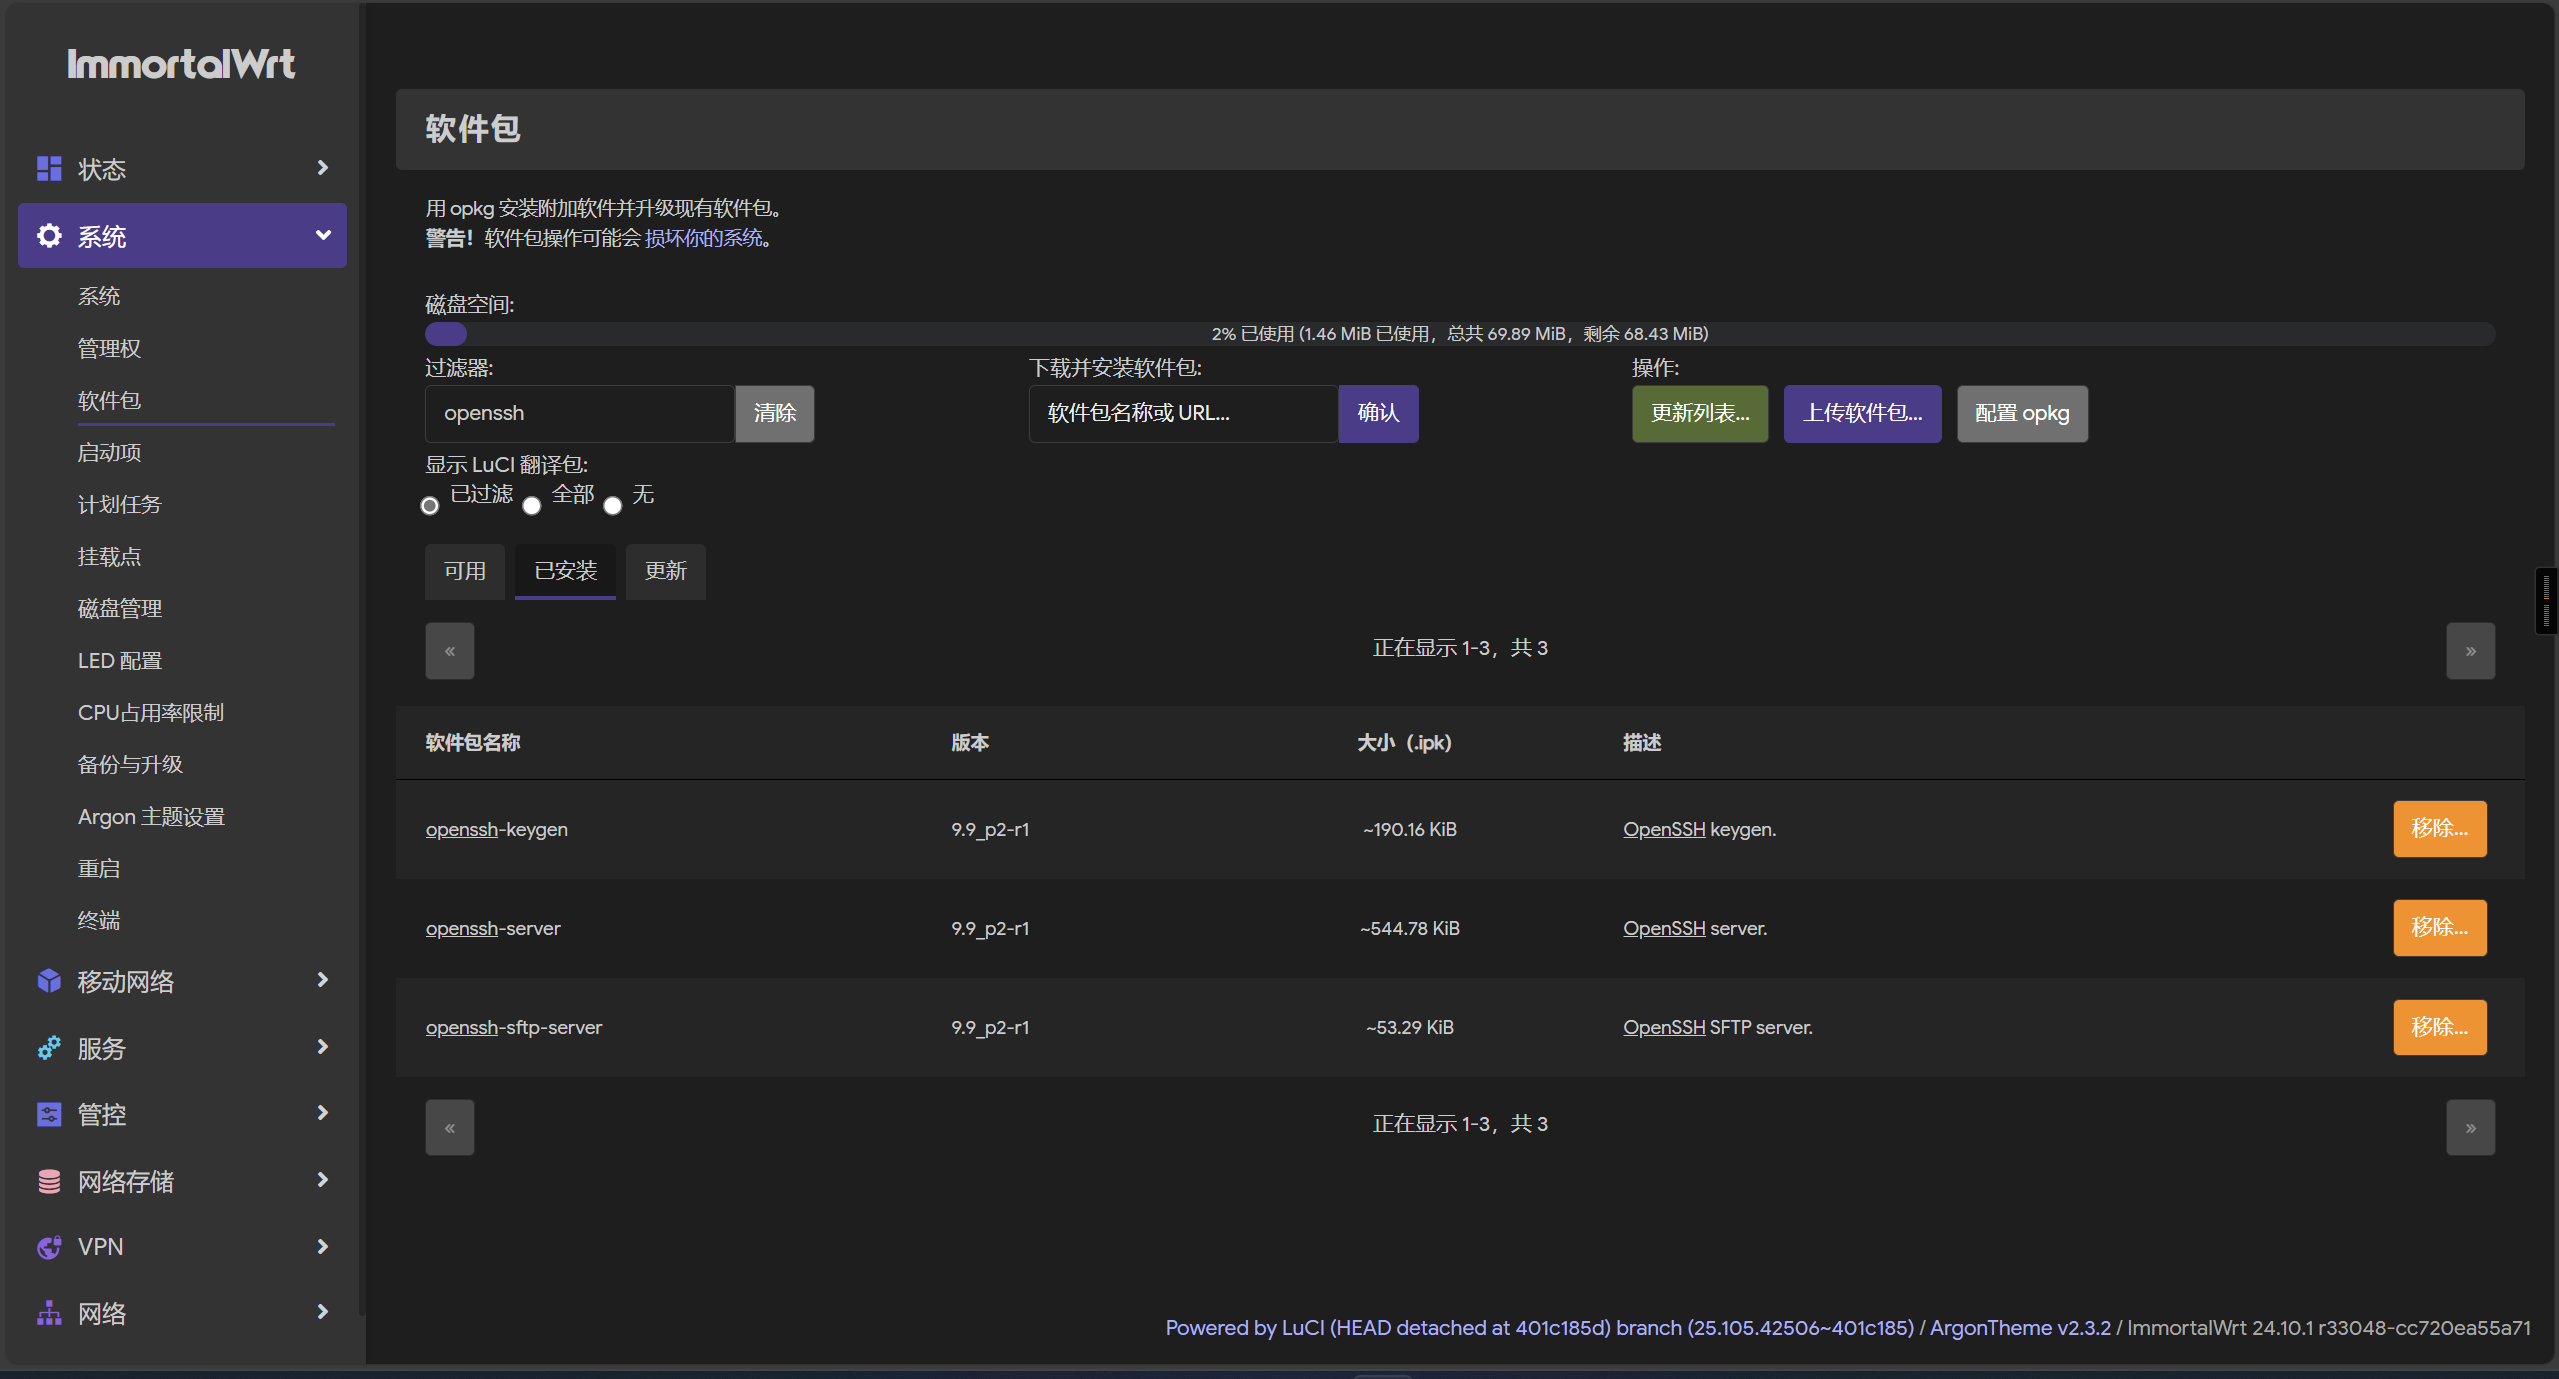 ImmortalWrt
状态
系统
系统
管理权
软件包
启动项
计划任务
挂载点
磁盘管理
LED 配置
CPU占用率限制
备份与升级
Argon 主题设置
重启
终端
移动网络
服务
管控
网络存储
VPN
网络
软件包
用 opkg 安装附加软件并升级现有软件包。
警告！软件包操作可能会 损坏你的系统。
磁盘空间:
2% 已使用 (1.46 MiB 已使用，总共 69.89 MiB，剩余 68.43 MiB)
过滤器: 下载并安装软件包: 操作:
openssh 清除 软件包名称或 URL... 确认 更新列表... 上传软件包... 配置 opkg
显示 LuCI 翻译包:
已过滤 全部 无
可用 已安装 更新
« 正在显示 1-3，共 3 »
软件包名称 版本 大小（.ipk） 描述
openssh-keygen 9.9_p2-r1 ~190.16 KiB OpenSSH keygen. 移除...
openssh-server 9.9_p2-r1 ~544.78 KiB OpenSSH server. 移除...
openssh-sftp-server 9.9_p2-r1 ~53.29 KiB OpenSSH SFTP server. 移除...
« 正在显示 1-3，共 3 »
Powered by LuCI (HEAD detached at 401c185d) branch (25.105.42506~401c185) / ArgonTheme v2.3.2 / ImmortalWrt 24.10.1 r33048-cc720ea55a71